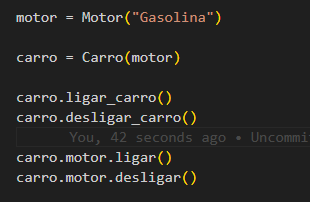 motor = Motor("Gasolina")
carro = Carro(motor)
carro.ligar_carro()
carro.desligar_carro()
You, 42 seconds ago • Uncommi
carro.motor.ligar()
carro.motor.desligar()